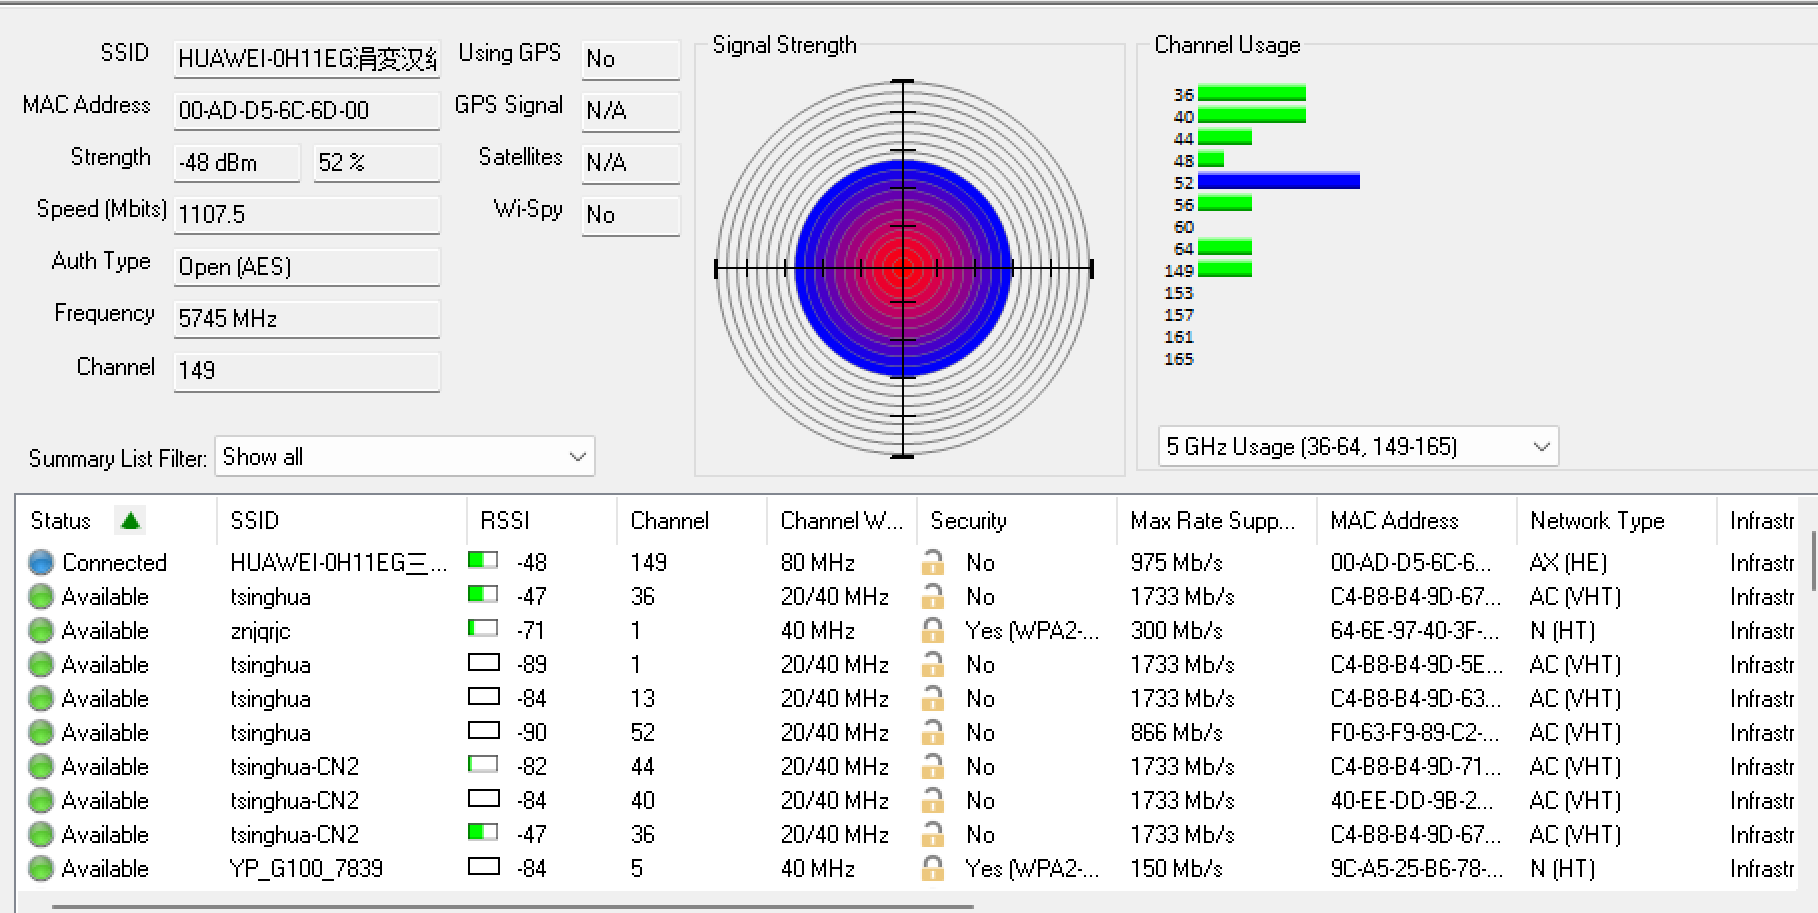 SSID HUAWEI-0H11EG涓変汉 Using GPS No
MAC Address 00-AD-D5-6C-6D-00 GPS Signal N/A
Strength -48 dBm 52 % Satellites N/A
Speed (Mbits) 1107.5 Wi-Spy No
Auth Type Open (AES)
Frequency 5745 MHz
Channel 149
Summary List Filter: Show all
Signal Strength
Channel Usage
36
40
44
48
52
56
60
64
149
153
157
161
165
5 GHz Usage (36-64, 149-165)
Status SSID RSSI Channel Channel W... Security Max Rate Supp... MAC Address Network Type Infrastr
Connected HUAWEI-0H11EG三... -48 149 80 MHz No 975 Mb/s 00-AD-D5-6C-6... AX (HE) Infrastr
Available tsinghua -47 36 20/40 MHz No 1733 Mb/s C4-B8-B4-9D-67... AC (VHT) Infrastr
Available znjqrjc -71 1 40 MHz Yes (WPA2-... 300 Mb/s 64-6E-97-40-3F-... N (HT) Infrastr
Available tsinghua -89 1 20/40 MHz No 1733 Mb/s C4-B8-B4-9D-5E... AC (VHT) Infrastr
Available tsinghua -84 13 20/40 MHz No 1733 Mb/s C4-B8-B4-9D-63... AC (VHT) Infrastr
Available tsinghua -90 52 20/40 MHz No 866 Mb/s F0-63-F9-89-C2-... AC (VHT) Infrastr
Available tsinghua-CN2 -82 44 20/40 MHz No 1733 Mb/s C4-B8-B4-9D-71... AC (VHT) Infrastr
Available tsinghua-CN2 -84 40 20/40 MHz No 1733 Mb/s 40-EE-DD-9B-2... AC (VHT) Infrastr
Available tsinghua-CN2 -47 36 20/40 MHz No 1733 Mb/s C4-B8-B4-9D-67... AC (VHT) Infrastr
Available YP_G100_7839 -84 5 40 MHz Yes (WPA2-... 150 Mb/s 9C-A5-25-B6-78-... N (HT) Infrastr